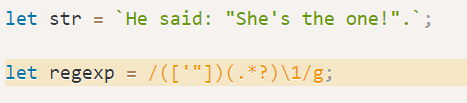 let str = `He said: "She's the one!".`;
let regexp = /(['"])(.*?)\1/g;